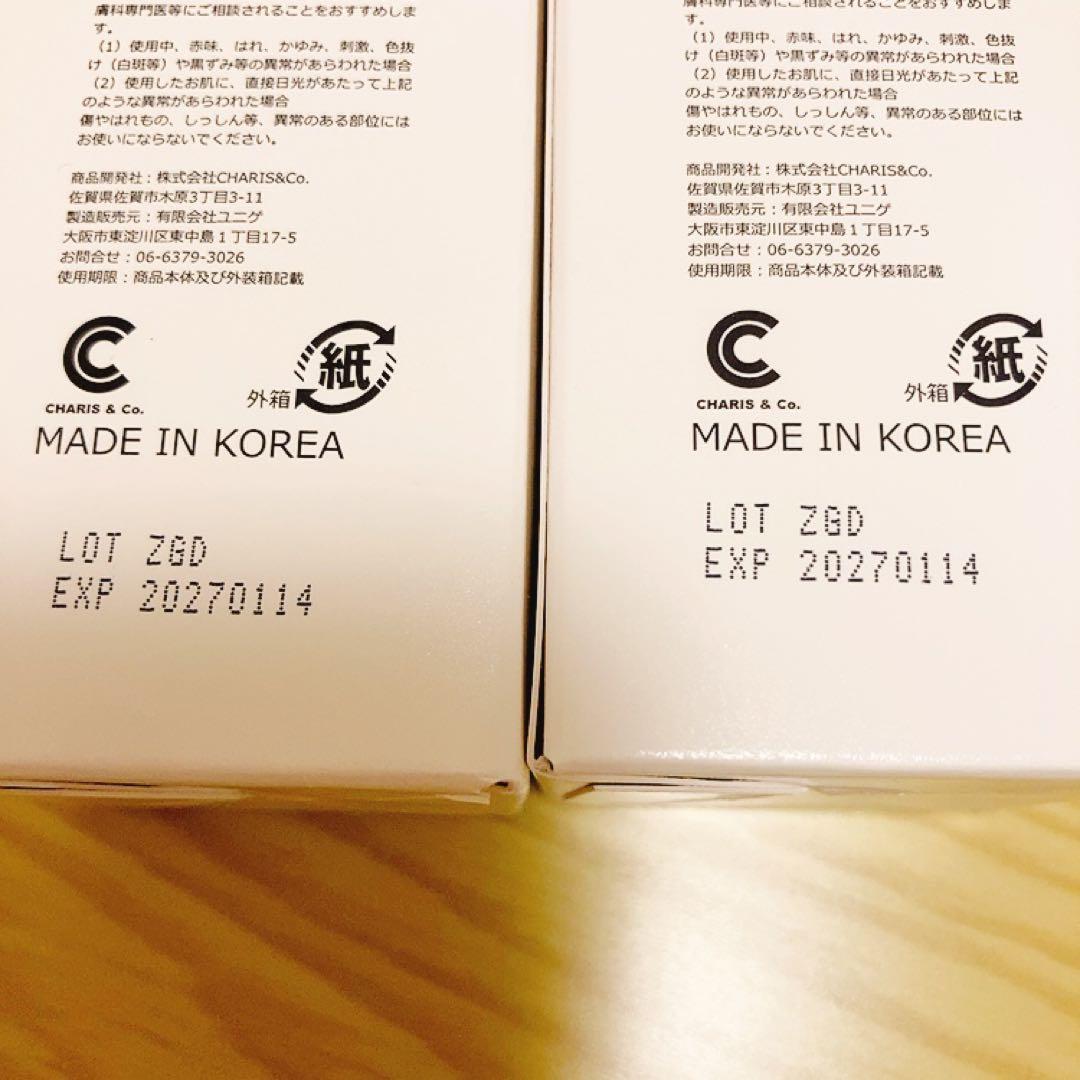 膚科専門医等にご相談されることをおすすめしま
す。
（1）使用中、赤味、はれ、かゆみ、刺激、色抜
け（白斑等）や黒ずみ等の異常があらわれた場合
（2）使用したお肌に、直接日光があたって上記
のような異常があらわれた場合
傷やはれもの、しっしん等、異常のある部位には
お使いにならないでください。
商品開発社：株式会社CHARIS&Co.
佐賀県佐賀市木原3丁目3-11
製造販売元：有限会社ユニゲ
大阪市東淀川区東中島１丁目17-5
お問合せ：06-6379-3026
使用期限：商品本体及び外装箱記載
CHARIS & Co.
外箱 紙
MADE IN KOREA
LOT ZGD
EXP 20270114
膚科専門医等にご相談されることをおすすめしま
す。
（1）使用中、赤味、はれ、かゆみ、刺激、色抜
け（白斑等）や黒ずみ等の異常があらわれた場合
（2）使用したお肌に、直接日光があたって上記
のような異常があらわれた場合
傷やはれもの、しっしん等、異常のある部位には
お使いにならないでください。
商品開発社：株式会社CHARIS&Co.
佐賀県佐賀市木原3丁目3-11
製造販売元：有限会社ユニゲ
大阪市東淀川区東中島１丁目17-5
お問合せ：06-6379-3026
使用期限：商品本体及び外装箱記載
CHARIS & Co.
外箱 紙
MADE IN KOREA
LOT ZGD
EXP 20270114